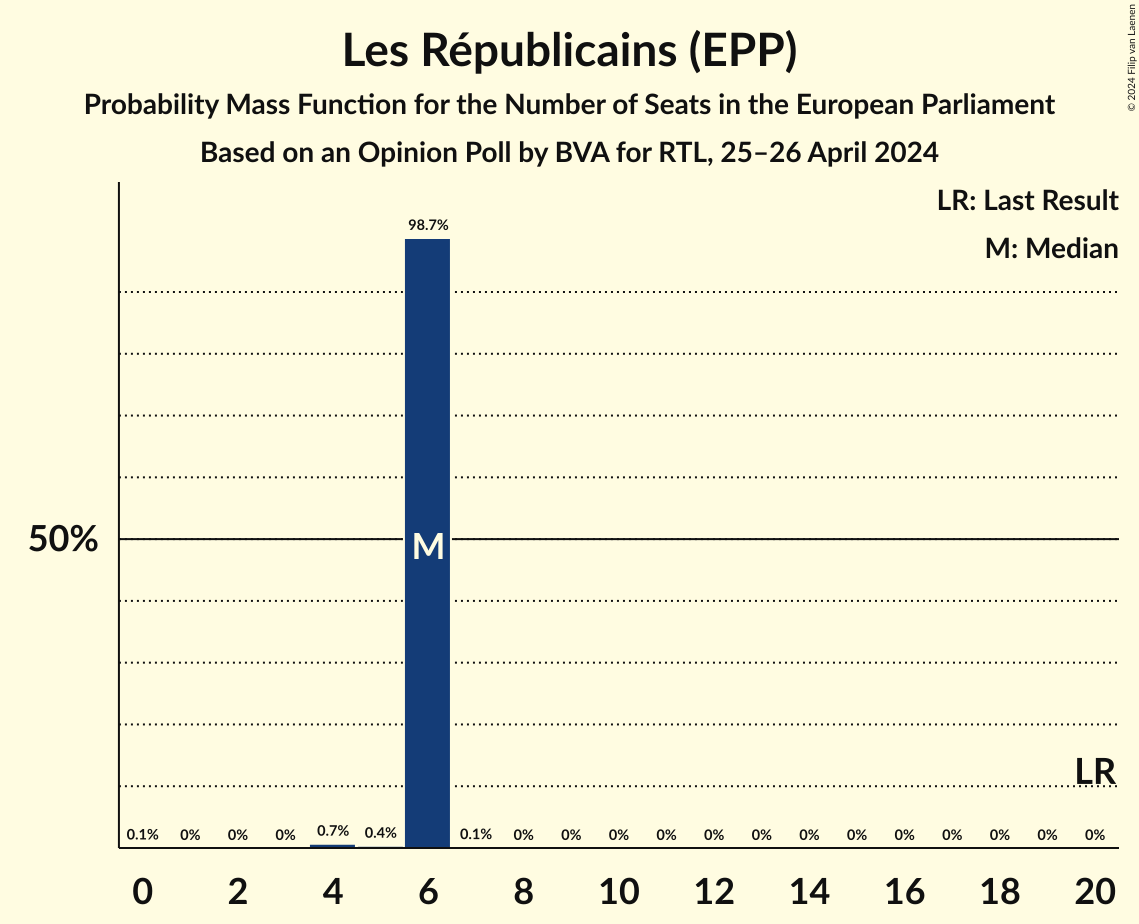 Les Républicains (EPP)
Probability Mass Function for the Number of Seats in the European Parliament
Based on an Opinion Poll by BVA for RTL, 25–26 April 2024
© 2024 Filip van Laenen
LR: Last Result
M: Median
98.7%
50%
M
LR
0.1% 0% 0% 0% 0.7% 0.4% 0.1% 0% 0% 0% 0% 0% 0% 0% 0% 0% 0% 0% 0% 0%
0 2 4 6 8 10 12 14 16 18 20